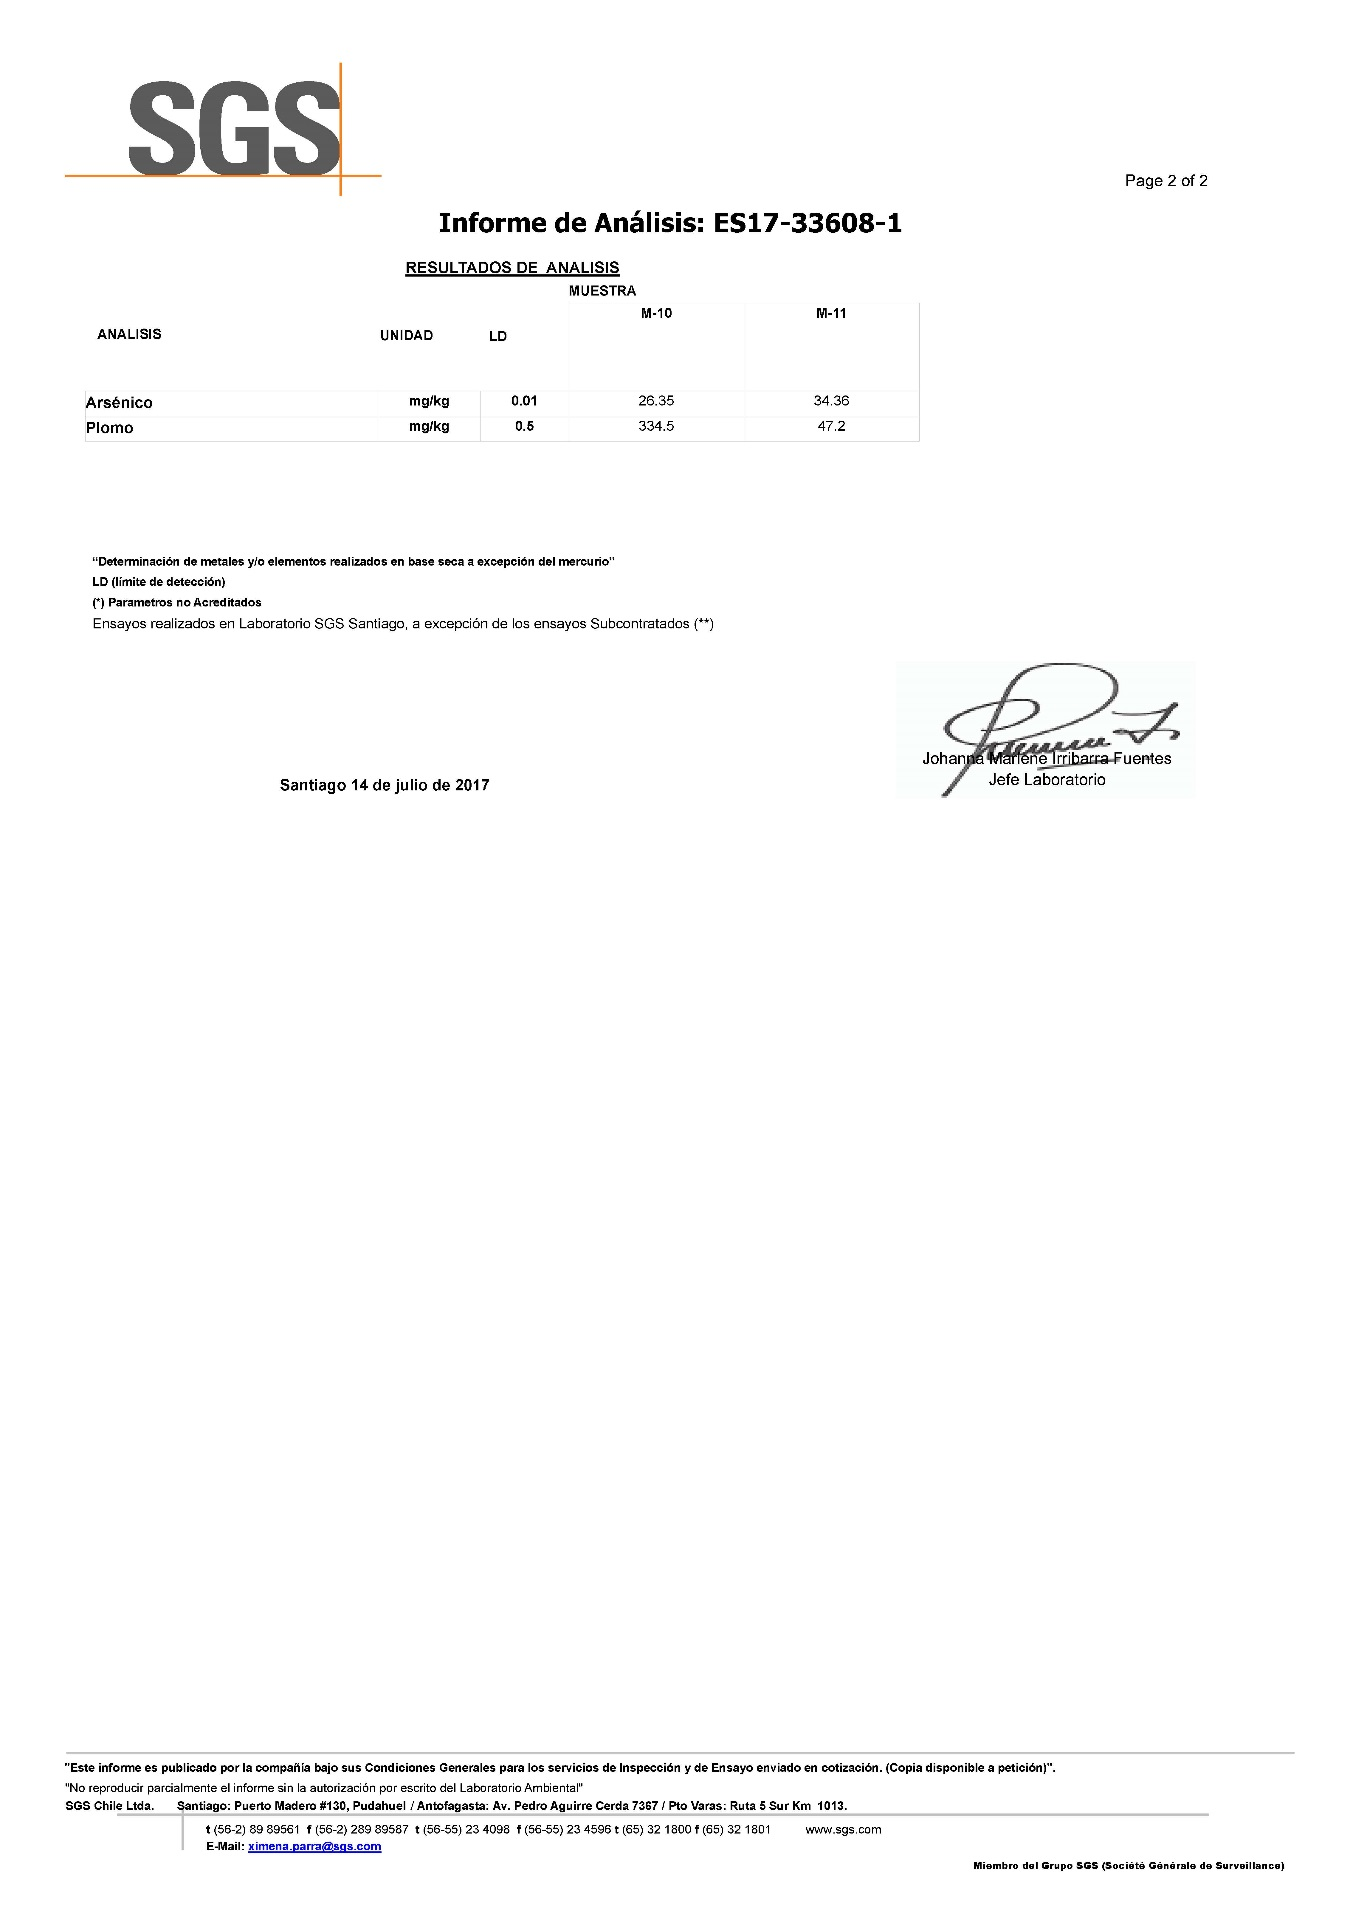 SGS
Page 2 of 2
Informe de Análisis: ES17-33608-1
RESULTADOS DE ANALISIS
MUESTRA
ANALISIS UNIDAD LD M-10 M-11
Arsénico mg/kg 0.01 26.35 34.36
Plomo mg/kg 0.5 334.5 47.2
"Determinación de metales y/o elementos realizados en base seca a excepción del mercurio"
LD (límite de detección)
(*) Parametros no Acreditados
Ensayos realizados en Laboratorio SGS Santiago, a excepción de los ensayos Subcontratados (**)
Johanna Marlene Irribarra Fuentes
Jefe Laboratorio
Santiago 14 de julio de 2017
"Este informe es publicado por la compañía bajo sus Condiciones Generales para los servicios de Inspección y de Ensayo enviado en cotización. (Copia disponible a petición)".
"No reproducir parcialmente el informe sin la autorización por escrito del Laboratorio Ambiental"
SGS Chile Ltda. Santiago: Puerto Madero #130, Pudahuel / Antofagasta: Av. Pedro Aguirre Cerda 7367 / Pto Varas: Ruta 5 Sur Km 1013.
t (56-2) 89 89561 f (56-2) 289 89587 t (56-55) 23 4098 f (56-55) 23 4596 t (65) 32 1800 f (65) 32 1801 www.sgs.com
E-Mail: ximena.parra@sgs.com
Miembro del Grupo SGS (Société Générale de Surveillance)